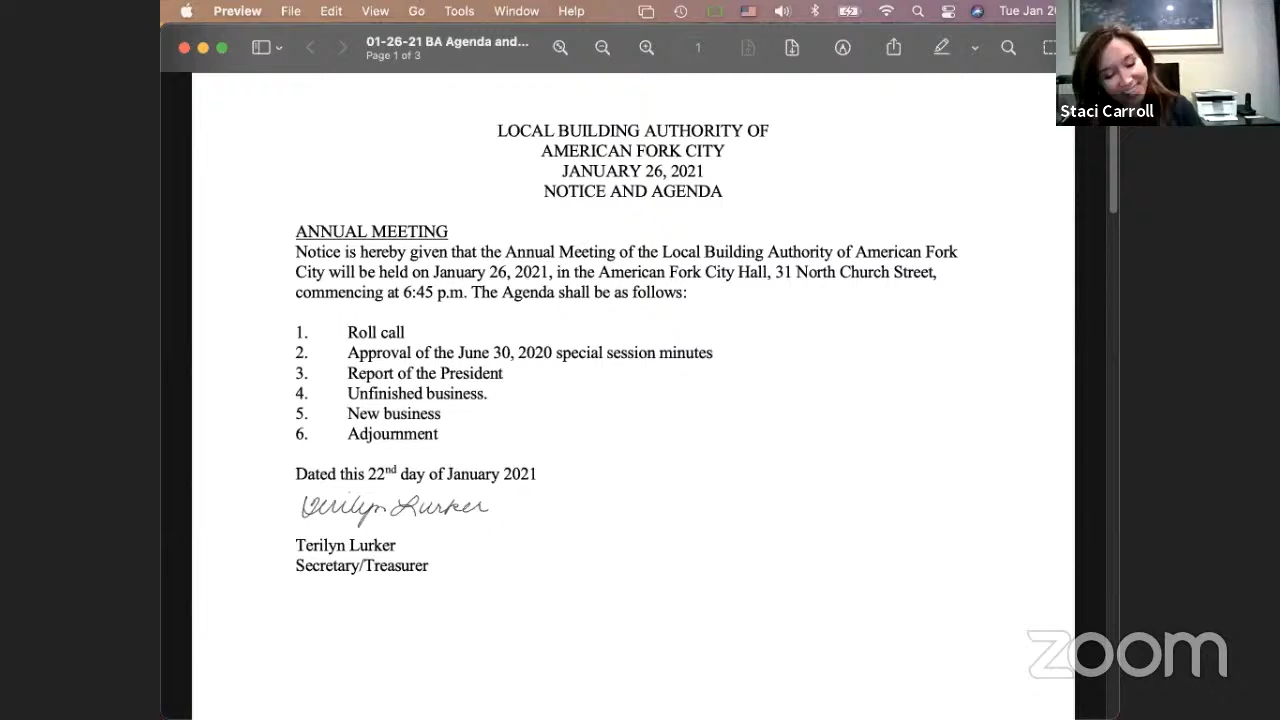 Preview File Edit View Go Tools Window Help Tue Jan 26
01-26-21 BA Agenda and...
Page 1 of 3
1
Staci Carroll
LOCAL BUILDING AUTHORITY OF
AMERICAN FORK CITY
JANUARY 26, 2021
NOTICE AND AGENDA
ANNUAL MEETING
Notice is hereby given that the Annual Meeting of the Local Building Authority of American Fork
City will be held on January 26, 2021, in the American Fork City Hall, 31 North Church Street,
commencing at 6:45 p.m. The Agenda shall be as follows:
1. Roll call
2. Approval of the June 30, 2020 special session minutes
3. Report of the President
4. Unfinished business.
5. New business
6. Adjournment
Dated this 22nd day of January 2021
Terilyn Lurker
Terilyn Lurker
Secretary/Treasurer
zoom